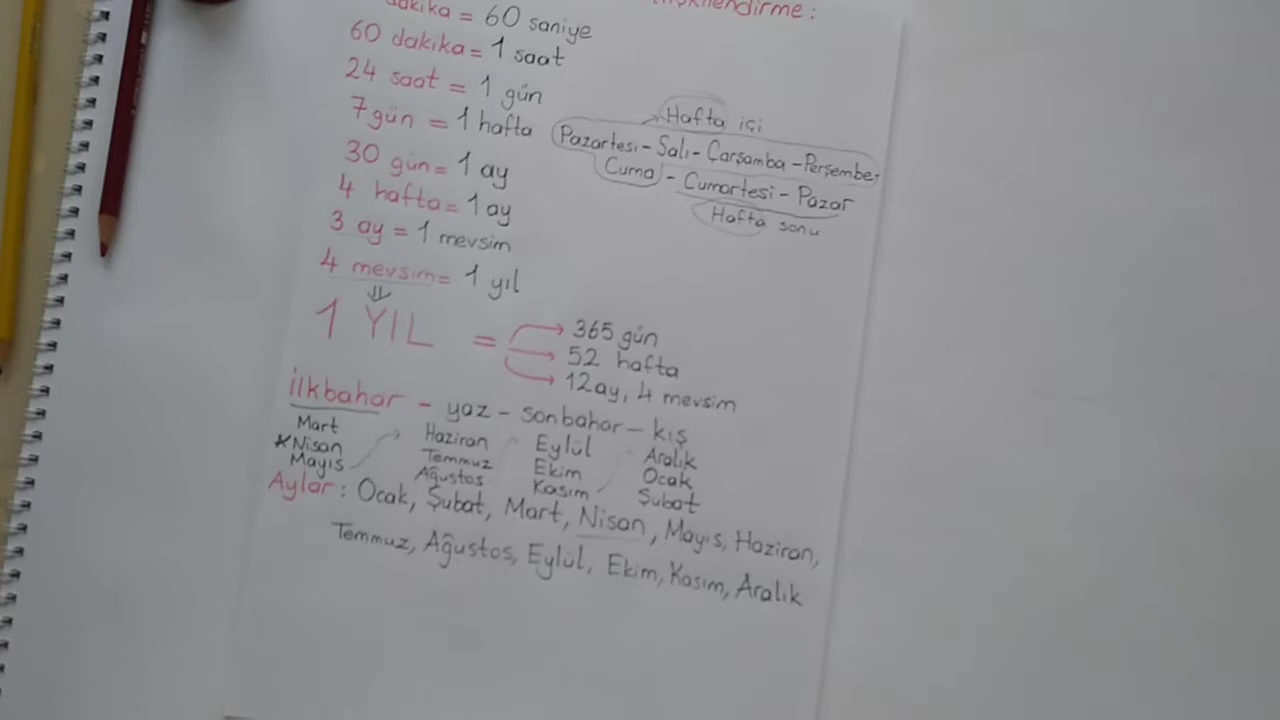 dakika = 60 saniye
60 dakika = 1 saat
24 saat = 1 gün
7 gün = 1 hafta
Hafta içi
Pazartesi - Salı - Çarşamba - Perşembe -
Cuma - Cumartesi - Pazar
Hafta sonu
30 gün = 1 ay
4 hafta = 1 ay
3 ay = 1 mevsim
4 mevsim = 1 yıl
1 YIL =
365 gün
52 hafta
12 ay, 4 mevsim
İlkbahar - yaz - sonbahar - kış
Mart Haziran Eylül Aralık
*Nisan Temmuz Ekim Ocak
Mayıs Ağustos Kasım Şubat
Aylar : Ocak, Şubat, Mart, Nisan, Mayıs, Haziran,
Temmuz, Ağustos, Eylül, Ekim, Kasım, Aralık